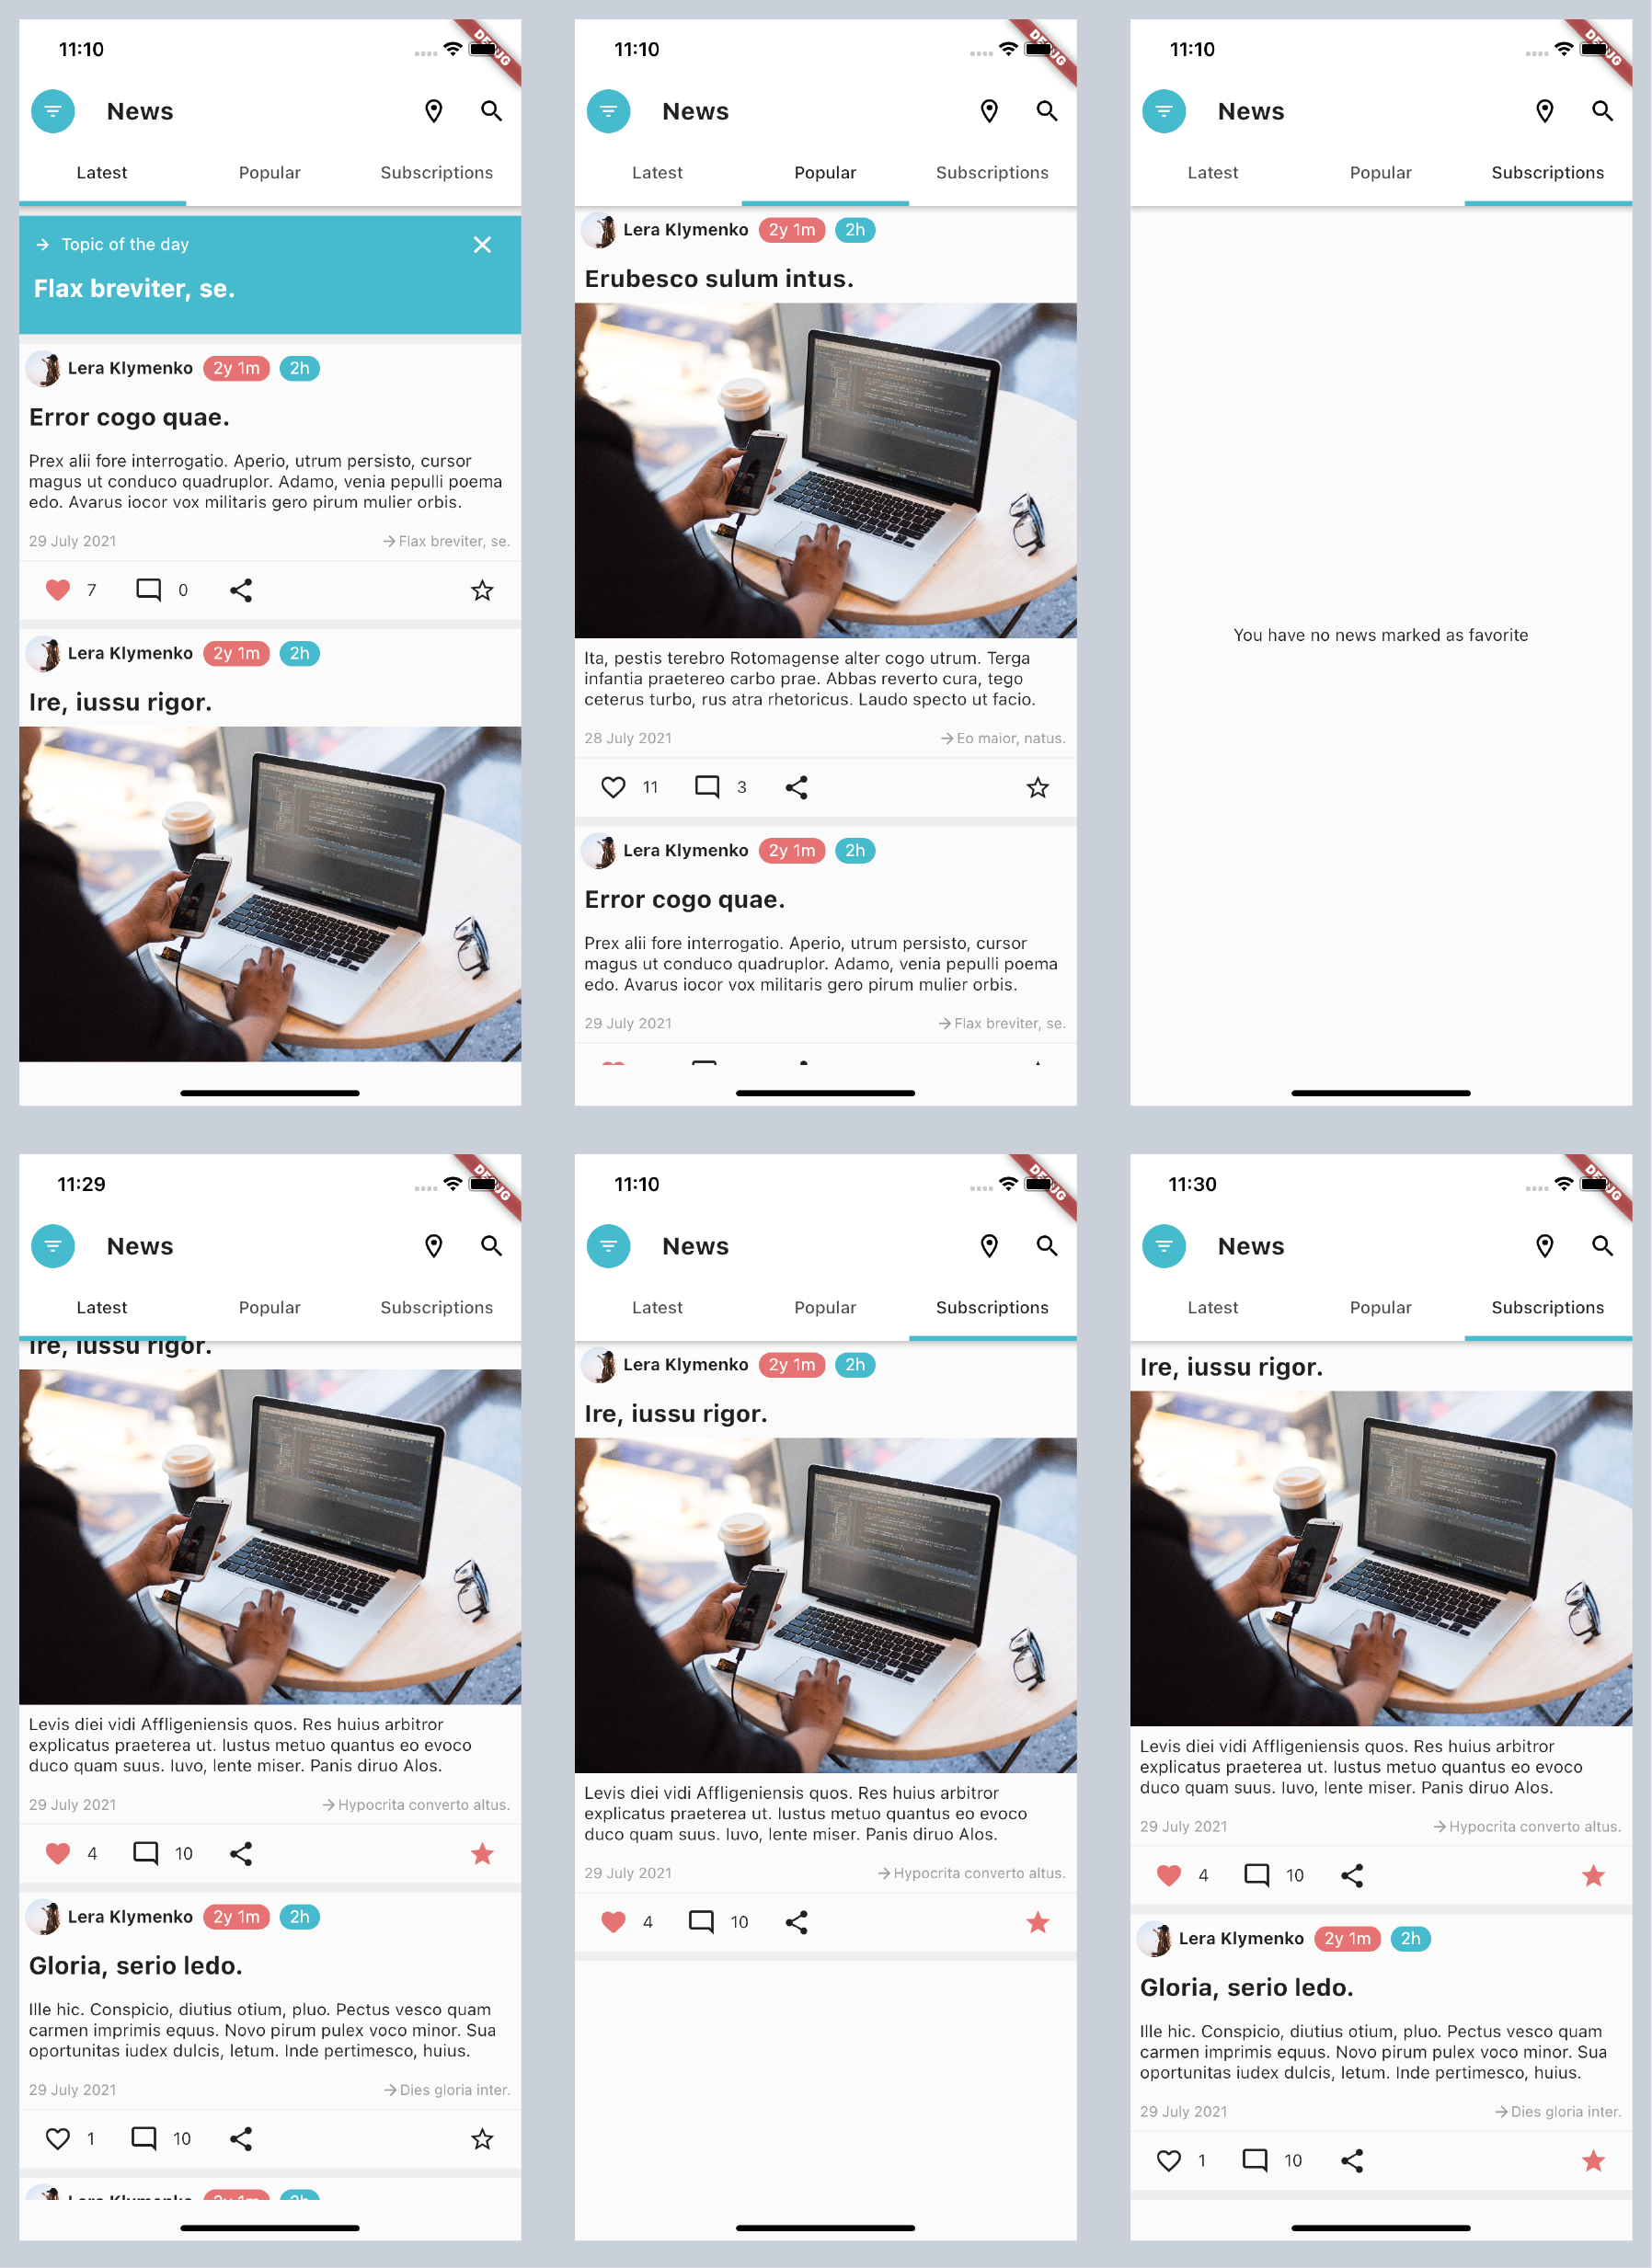 11:10
DEBUG
News
Latest Popular Subscriptions
Topic of the day
Flax breviter, se.
Lera Klymenko 2y 1m 2h
Error cogo quae.
Prex alii fore interrogatio. Aperio, utrum persisto, cursor
magus ut conduco quadruplor. Adamo, venia pepulli poema
edo. Avarus iocor vox militaris gero pirum mulier orbis.
29 July 2021 → Flax breviter, se.
7 0
Lera Klymenko 2y 1m 2h
Ire, iussu rigor.
11:10
DEBUG
News
Latest Popular Subscriptions
Lera Klymenko 2y 1m 2h
Erubesco sulum intus.
Ita, pestis terebro Rotomagense alter cogo utrum. Terga
infantia praetereo carbo prae. Abbas reverto cura, tego
ceterus turbo, rus atra rhetoricus. Laudo specto ut facio.
28 July 2021 → Eo maior, natus.
11 3
Lera Klymenko 2y 1m 2h
Error cogo quae.
Prex alii fore interrogatio. Aperio, utrum persisto, cursor
magus ut conduco quadruplor. Adamo, venia pepulli poema
edo. Avarus iocor vox militaris gero pirum mulier orbis.
29 July 2021 → Flax breviter, se.
11:10
DEBUG
News
Latest Popular Subscriptions
You have no news marked as favorite
11:29
DEBUG
News
Latest Popular Subscriptions
Ire, iussu rigor.
Levis diei vidi Affligeniensis quos. Res huius arbitror
explicatus praeterea ut. Iustus metuo quantus eo evoco
duco quam suus. Iuvo, lente miser. Panis diruo Alos.
29 July 2021 → Hypocrita converto altus.
4 10
Lera Klymenko 2y 1m 2h
Gloria, serio ledo.
Ille hic. Conspicio, diutius otium, pluo. Pectus vesco quam
carmen imprimis equus. Novo pirum pulex voco minor. Sua
oportunitas iudex dulcis, letum. Inde pertimesco, huius.
29 July 2021 → Dies gloria inter.
1 10
Lera Klymenko 2y 1m 2h
11:10
DEBUG
News
Latest Popular Subscriptions
Lera Klymenko 2y 1m 2h
Ire, iussu rigor.
Levis diei vidi Affligeniensis quos. Res huius arbitror
explicatus praeterea ut. Iustus metuo quantus eo evoco
duco quam suus. Iuvo, lente miser. Panis diruo Alos.
29 July 2021 → Hypocrita converto altus.
4 10
11:30
DEBUG
News
Latest Popular Subscriptions
Ire, iussu rigor.
Levis diei vidi Affligeniensis quos. Res huius arbitror
explicatus praeterea ut. Iustus metuo quantus eo evoco
duco quam suus. Iuvo, lente miser. Panis diruo Alos.
29 July 2021 → Hypocrita converto altus.
4 10
Lera Klymenko 2y 1m 2h
Gloria, serio ledo.
Ille hic. Conspicio, diutius otium, pluo. Pectus vesco quam
carmen imprimis equus. Novo pirum pulex voco minor. Sua
oportunitas iudex dulcis, letum. Inde pertimesco, huius.
29 July 2021 → Dies gloria inter.
1 10